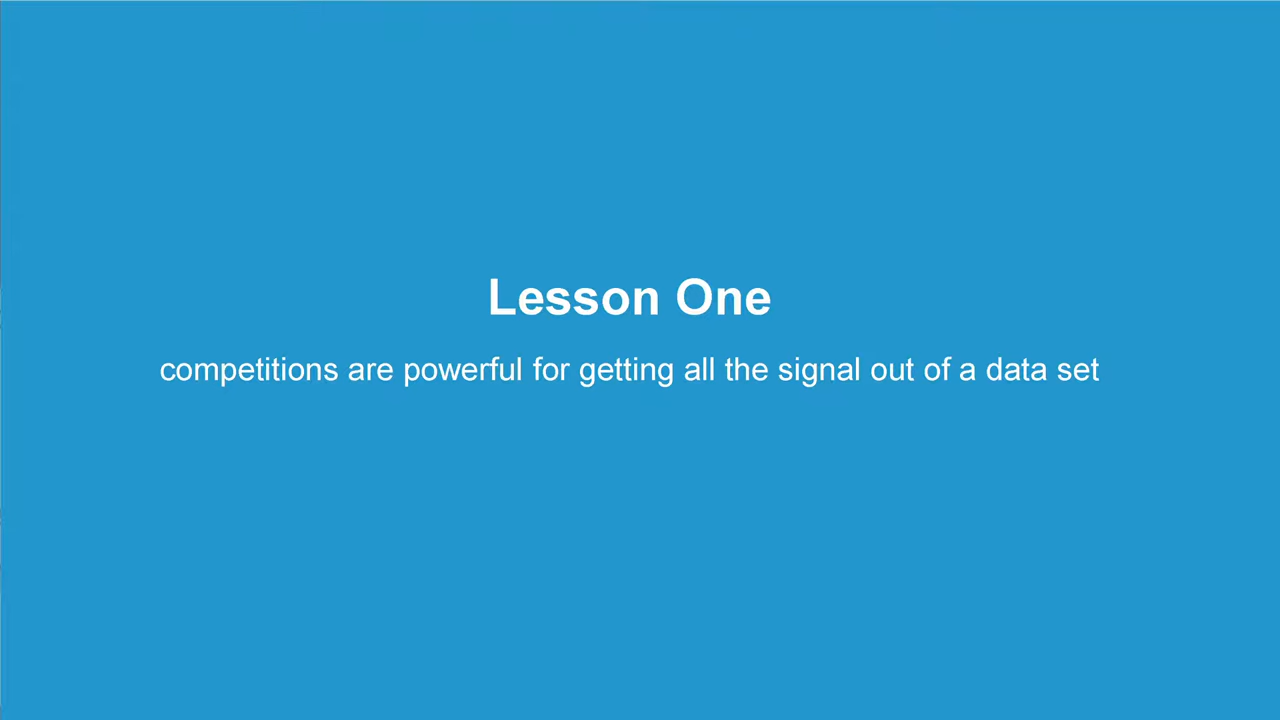 Lesson One
competitions are powerful for getting all the signal out of a data set